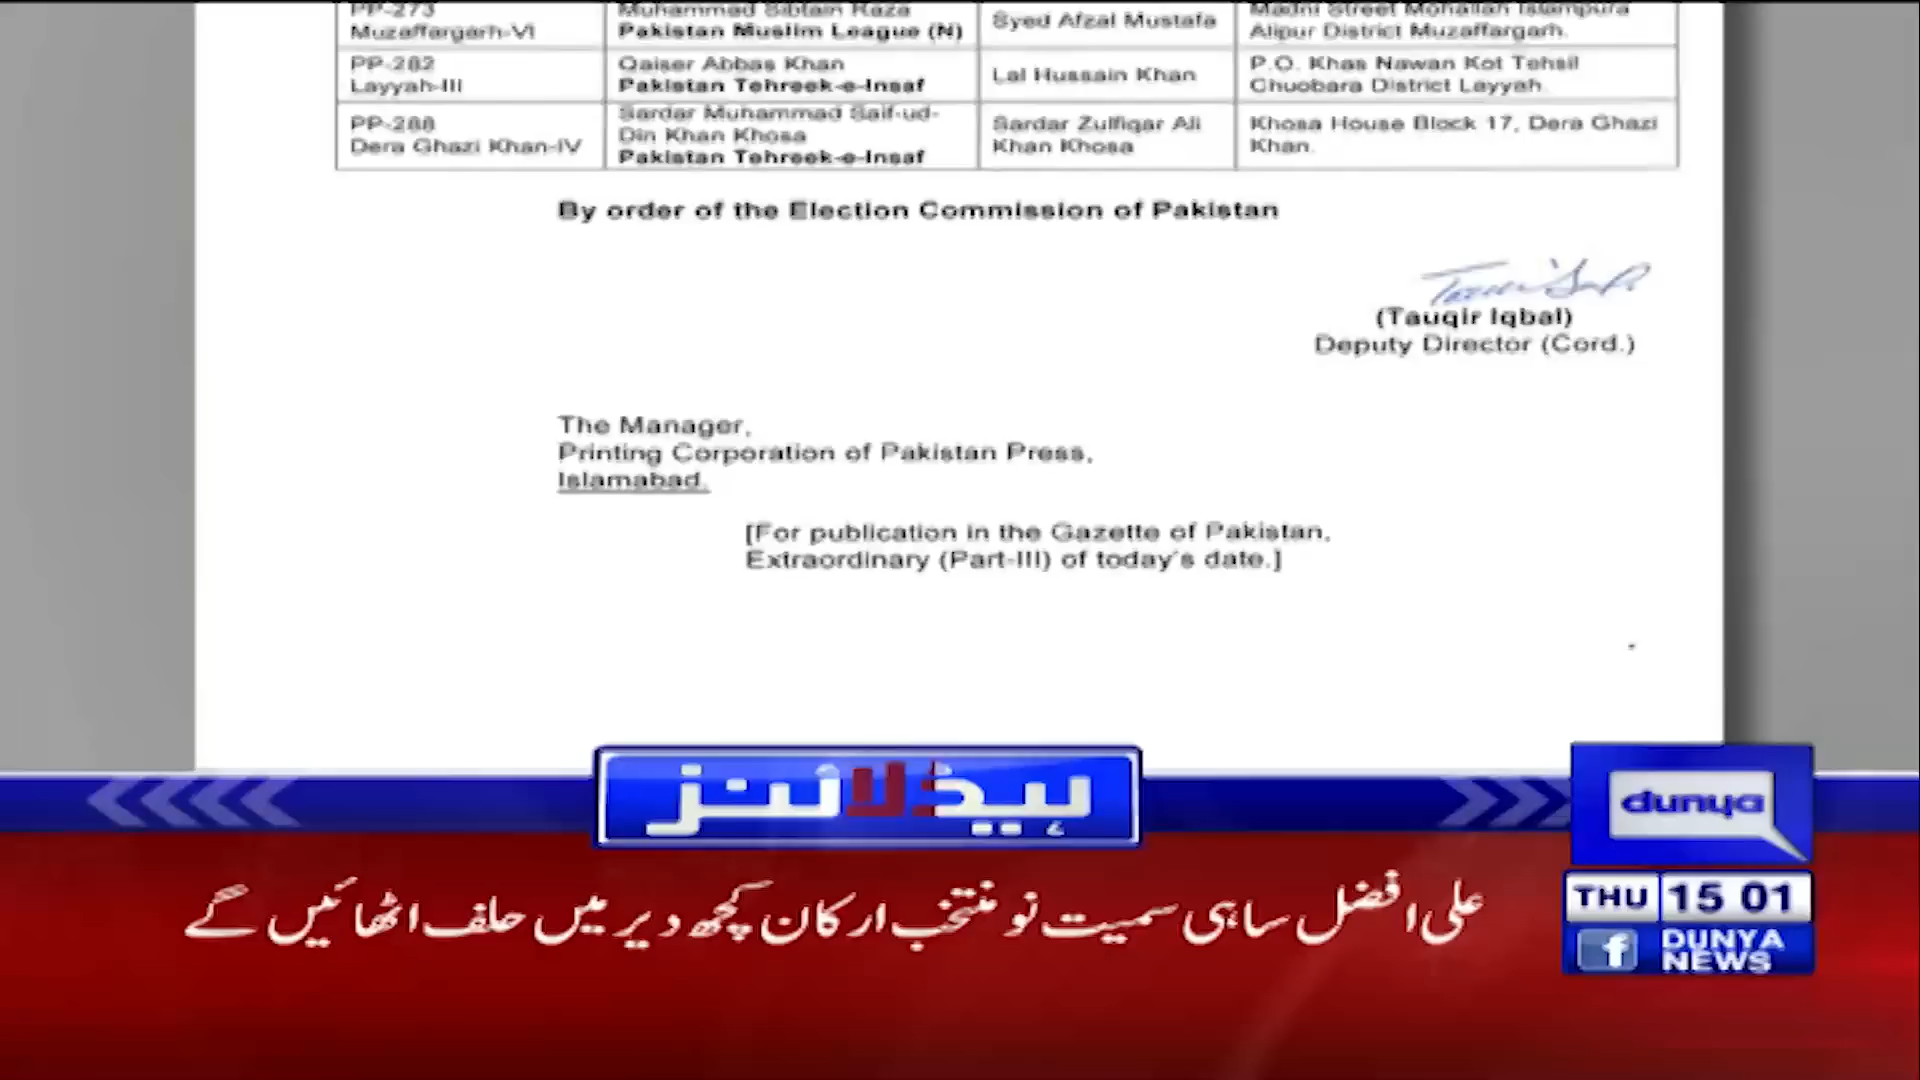 PP-273
Muzaffargarh-VI
Muhammad Sibtain Raza
Pakistan Muslim League (N)
Syed Afzal Mustafa
Madni Street Mohallah Islampura
Alipur District Muzaffargarh.
PP-282
Layyah-III
Qaiser Abbas Khan
Pakistan Tehreek-e-Insaf
Lal Hussain Khan
P.O. Khas Nawan Kot Tehsil
Chuobara District Layyah.
PP-288
Dera Ghazi Khan-IV
Sardar Muhammad Saif-ud-
Din Khan Khosa
Pakistan Tehreek-e-Insaf
Sardar Zulfiqar Ali
Khan Khosa
Khosa House Block 17, Dera Ghazi
Khan.
By order of the Election Commission of Pakistan
(Tauqir Iqbal)
Deputy Director (Cord.)
The Manager,
Printing Corporation of Pakistan Press,
Islamabad.
[For publication in the Gazette of Pakistan,
Extraordinary (Part-III) of today's date.]
ہیڈلائنز
dunya
علی افضل ساہی سمیت نو منتخب ارکان کچھ دیر میں حلف اٹھائیں گے
THU 15 01
f DUNYA
NEWS